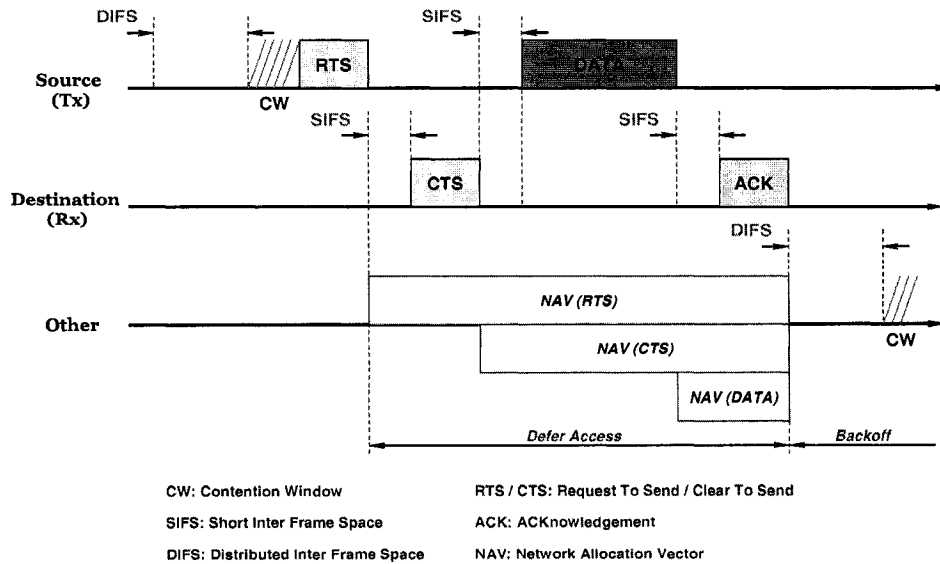 DIFS
SIFS
RTS
DATA
Source
(Tx)
CW
SIFS
SIFS
CTS
ACK
Destination
(Rx)
DIFS
NAV (RTS)
Other
NAV (CTS)
CW
NAV (DATA)
Defer Access
Backoff
CW: Contention Window
RTS / CTS: Request To Send / Clear To Send
SIFS: Short Inter Frame Space
ACK: ACKnowledgement
DIFS: Distributed Inter Frame Space
NAV: Network Allocation Vector